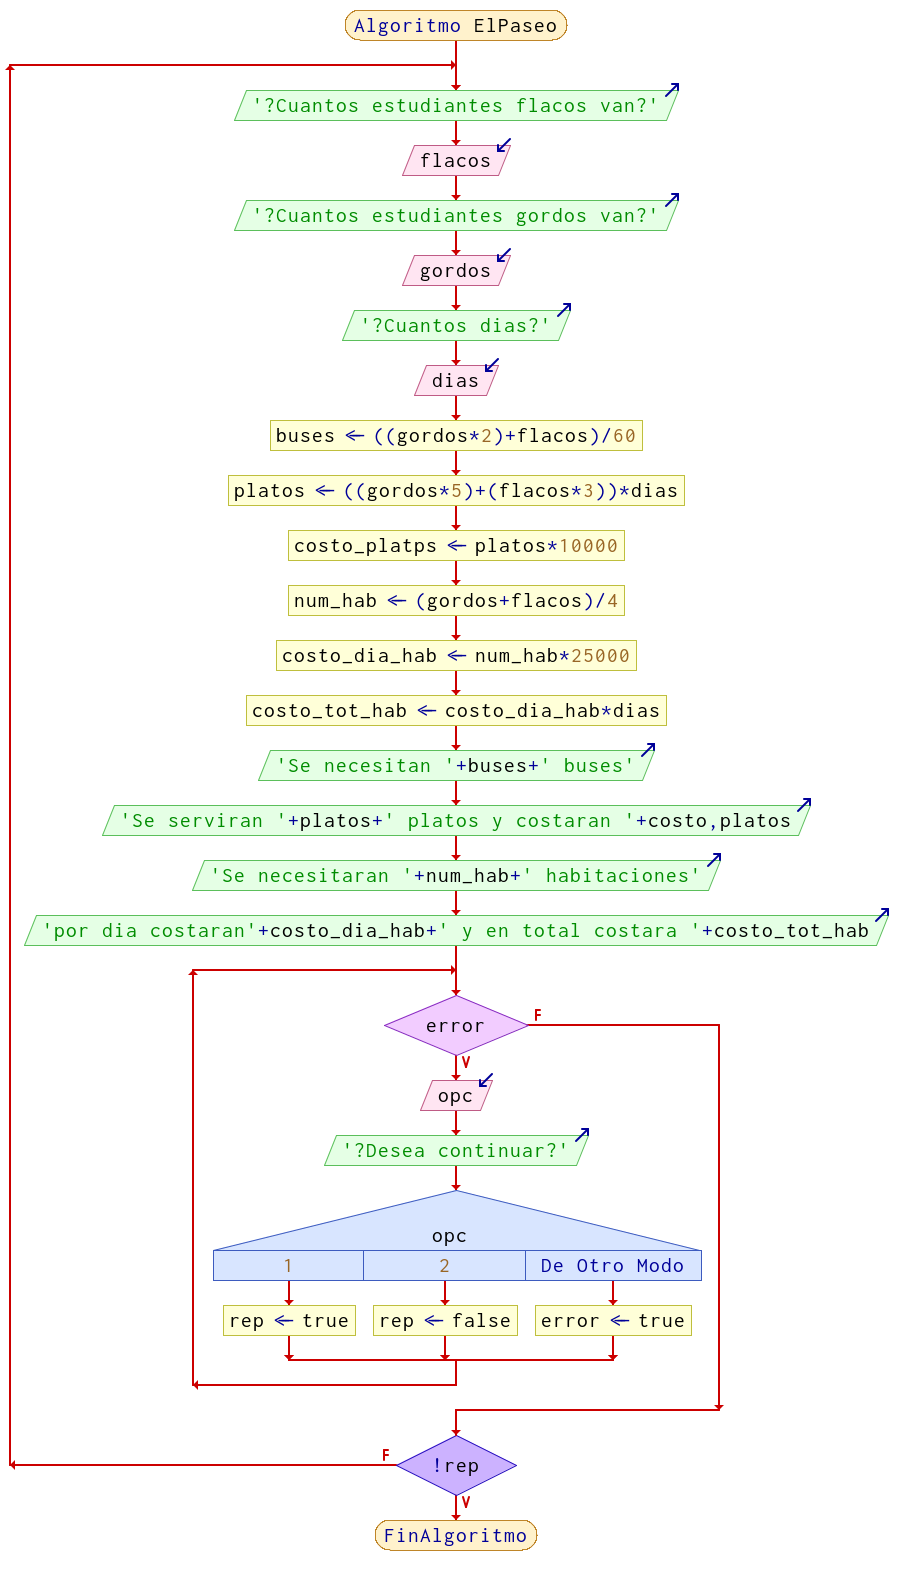 Algoritmo ElPaseo
'?Cuantos estudiantes flacos van?'
flacos
'?Cuantos estudiantes gordos van?'
gordos
'?Cuantos dias?'
dias
buses ← ((gordos*2)+flacos)/60
platos ← ((gordos*5)+(flacos*3))*dias
costo_platps ← platos*10000
num_hab ← (gordos+flacos)/4
costo_dia_hab ← num_hab*25000
costo_tot_hab ← costo_dia_hab*dias
'Se necesitan '+buses+' buses'
'Se serviran '+platos+' platos y costaran '+costo,platos
'Se necesitaran '+num_hab+' habitaciones'
'por dia costaran'+costo_dia_hab+' y en total costara '+costo_tot_hab
error F
V
opc
'?Desea continuar?'
opc
1 2 De Otro Modo
rep ← true rep ← false error ← true
F !rep
V
FinAlgoritmo